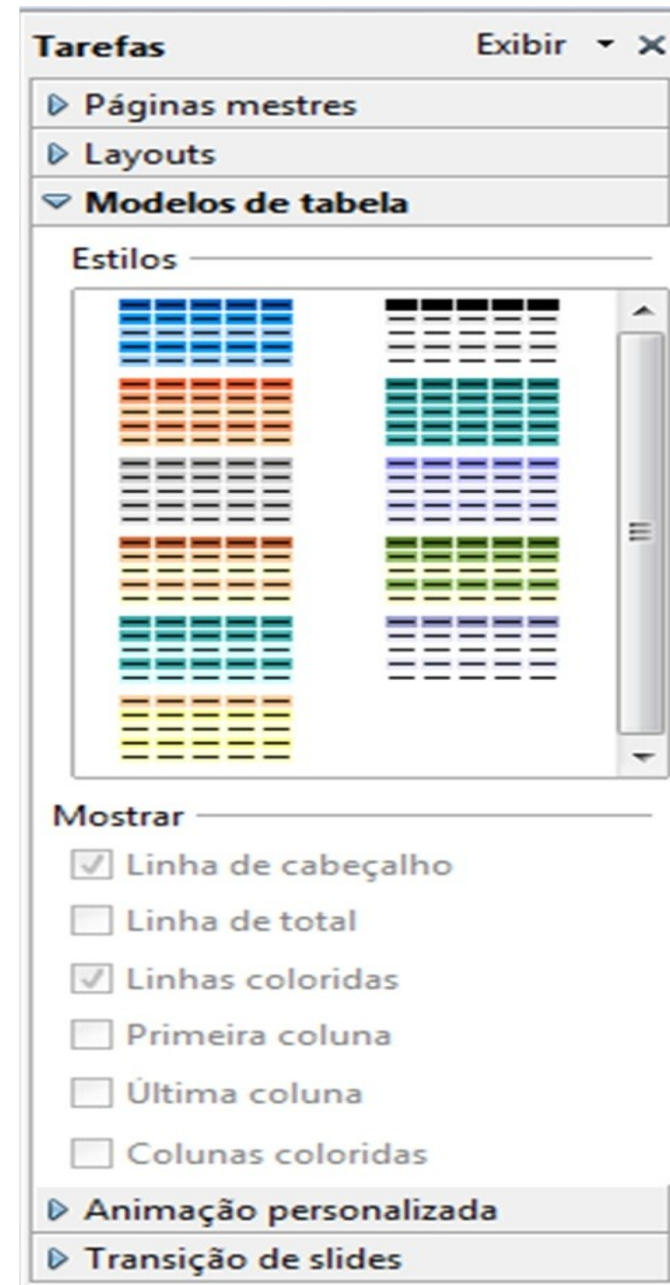 Tarefas Exibir
Páginas mestres
Layouts
Modelos de tabela
Estilos
Mostrar
Linha de cabeçalho
Linha de total
Linhas coloridas
Primeira coluna
Última coluna
Colunas coloridas
Animação personalizada
Transição de slides